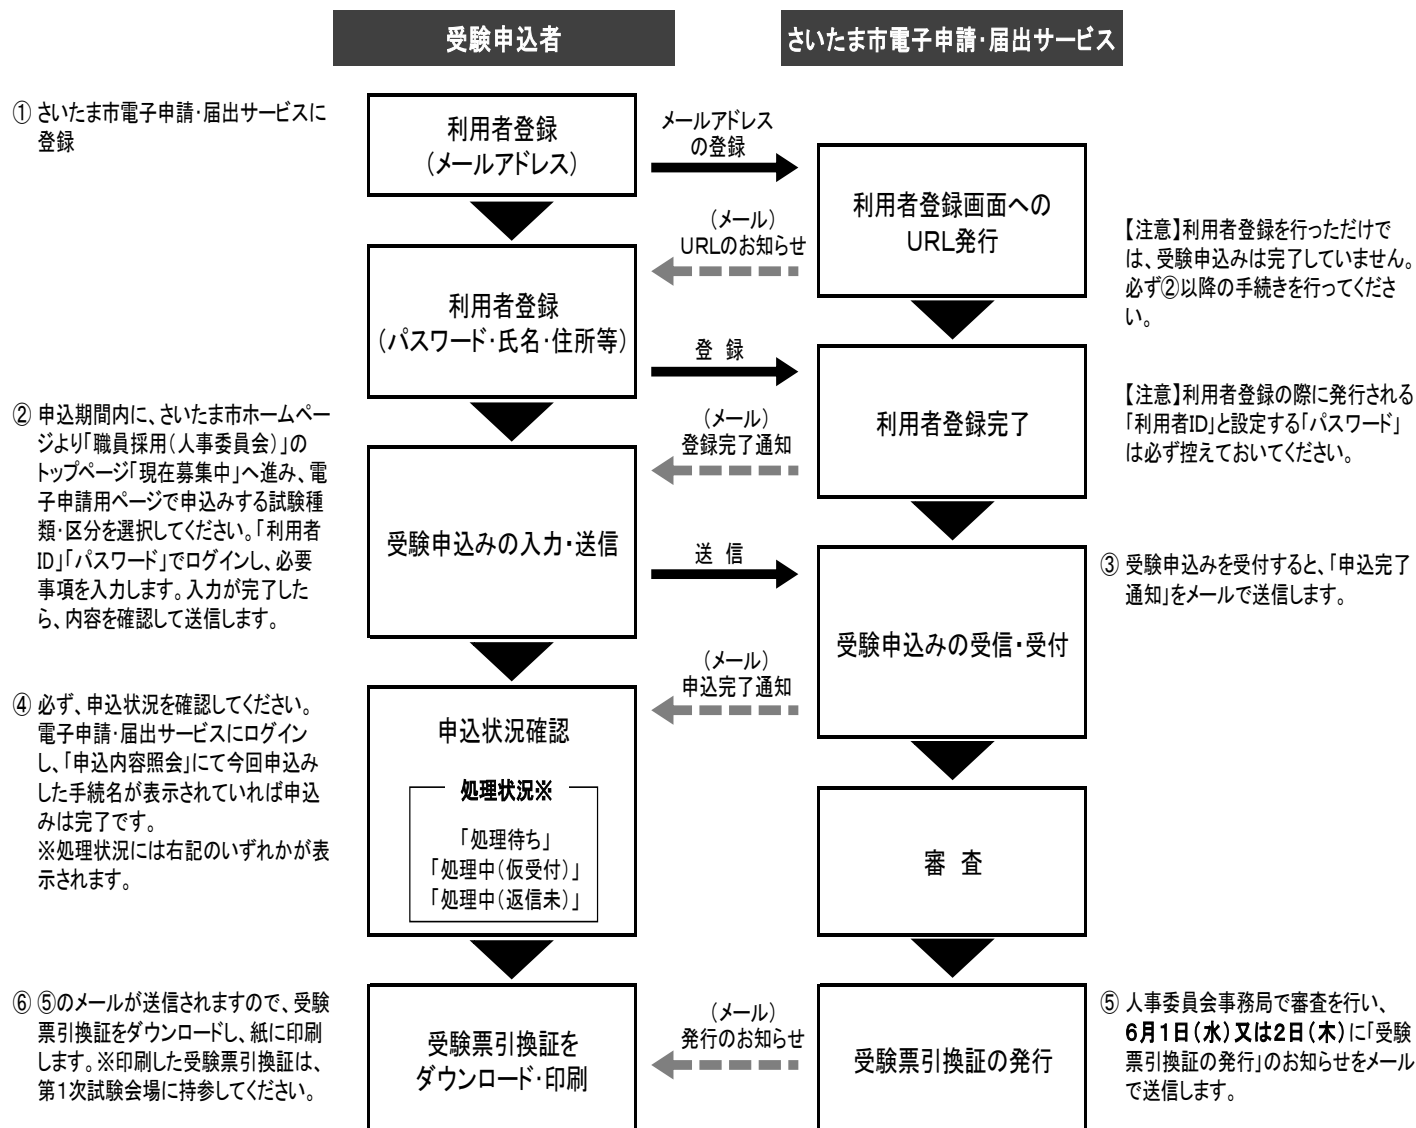 受験申込者
さいたま市電子申請・届出サービス
① さいたま市電子申請・届出サービスに
登録
利用者登録
（メールアドレス）
メールアドレス
の登録
利用者登録画面への
URL発行
（メール）
URLのお知らせ
【注意】利用者登録を行っただけで
は、受験申込みは完了していません。
必ず②以降の手続きを行ってくださ
い。
利用者登録
（パスワード・氏名・住所等）
登 録
利用者登録完了
（メール）
登録完了通知
【注意】利用者登録の際に発行される
「利用者ID」と設定する「パスワード」
は必ず控えておいてください。
② 申込期間内に、さいたま市ホームペー
ジより「職員採用（人事委員会）」の
トップページ「現在募集中」へ進み、電
子申請用ページで申込みする試験種
類・区分を選択してください。「利用者
ID」「パスワード」でログインし、必要
事項を入力します。入力が完了した
ら、内容を確認して送信します。
受験申込みの入力・送信
送 信
受験申込みの受信・受付
③ 受験申込みを受付すると、「申込完了
通知」をメールで送信します。
（メール）
申込完了通知
④ 必ず、申込状況を確認してください。
電子申請・届出サービスにログイン
し、「申込内容照会」にて今回申込み
した手続名が表示されていれば申込
みは完了です。
※処理状況には右記のいずれかが表
示されます。
申込状況確認
処理状況※
「処理待ち」
「処理中（仮受付）」
「処理中（返信未）」
審 査
⑥ ⑤のメールが送信されますので、受験
票引換証をダウンロードし、紙に印刷
します。※印刷した受験票引換証は、
第1次試験会場に持参してください。
受験票引換証を
ダウンロード・印刷
（メール）
発行のお知らせ
受験票引換証の発行
⑤ 人事委員会事務局で審査を行い、
6月1日（水）又は2日（木）に「受験
票引換証の発行」のお知らせをメール
で送信します。